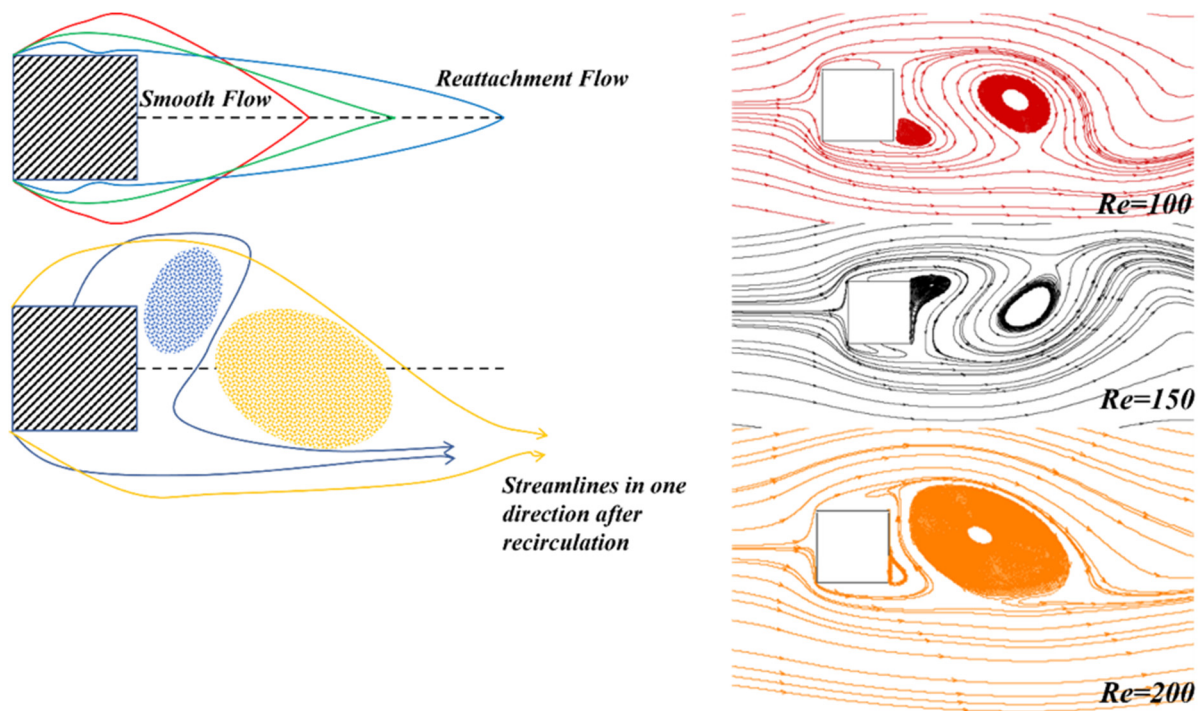 Smooth Flow
Reattachment Flow
Streamlines in one
direction after
recirculation
Re=100
Re=150
Re=200